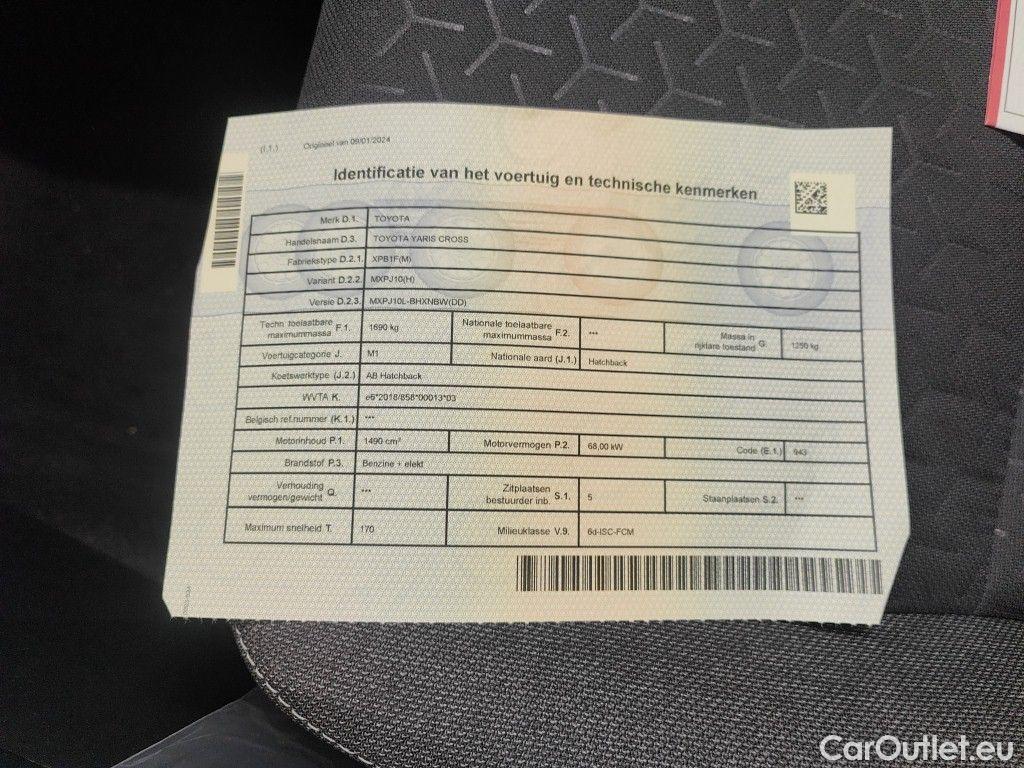 (I.1.) Origineel van 09/01/2024
Identificatie van het voertuig en technische kenmerken
Merk D.1. TOYOTA
Handelsnaam D.3. TOYOTA YARIS CROSS
Fabriekstype D.2.1. XPB1F(M)
Variant D.2.2. MXPJ10(H)
Versie D.2.3. MXPJ10L-BHXNBW(DD)
Techn. toelaatbare maximummassa F.1. 1690 kg Nationale toelaatbare maximummassa F.2. *** Massa in rijklare toestand G. 1250 kg
Voertuigcategorie J. M1 Nationale aard (J.1.) Hatchback
Koetswerktype (J.2.) AB Hatchback
WVTA K. e6*2018/858*00013*03
Belgisch ref.nummer (K.1.) ***
Motorinhoud P.1. 1490 cm³ Motorvermogen P.2. 68,00 kW Code (E.1.) 943
Brandstof P.3. Benzine + elekt
Verhouding vermogen/gewicht Q. *** Zitplaatsen bestuurder inb. S.1. 5 Staanplaatsen S.2. ***
Maximum snelheid T. 170 Milieuklasse V.9. 6d-ISC-FCM
CarOutlet.eu